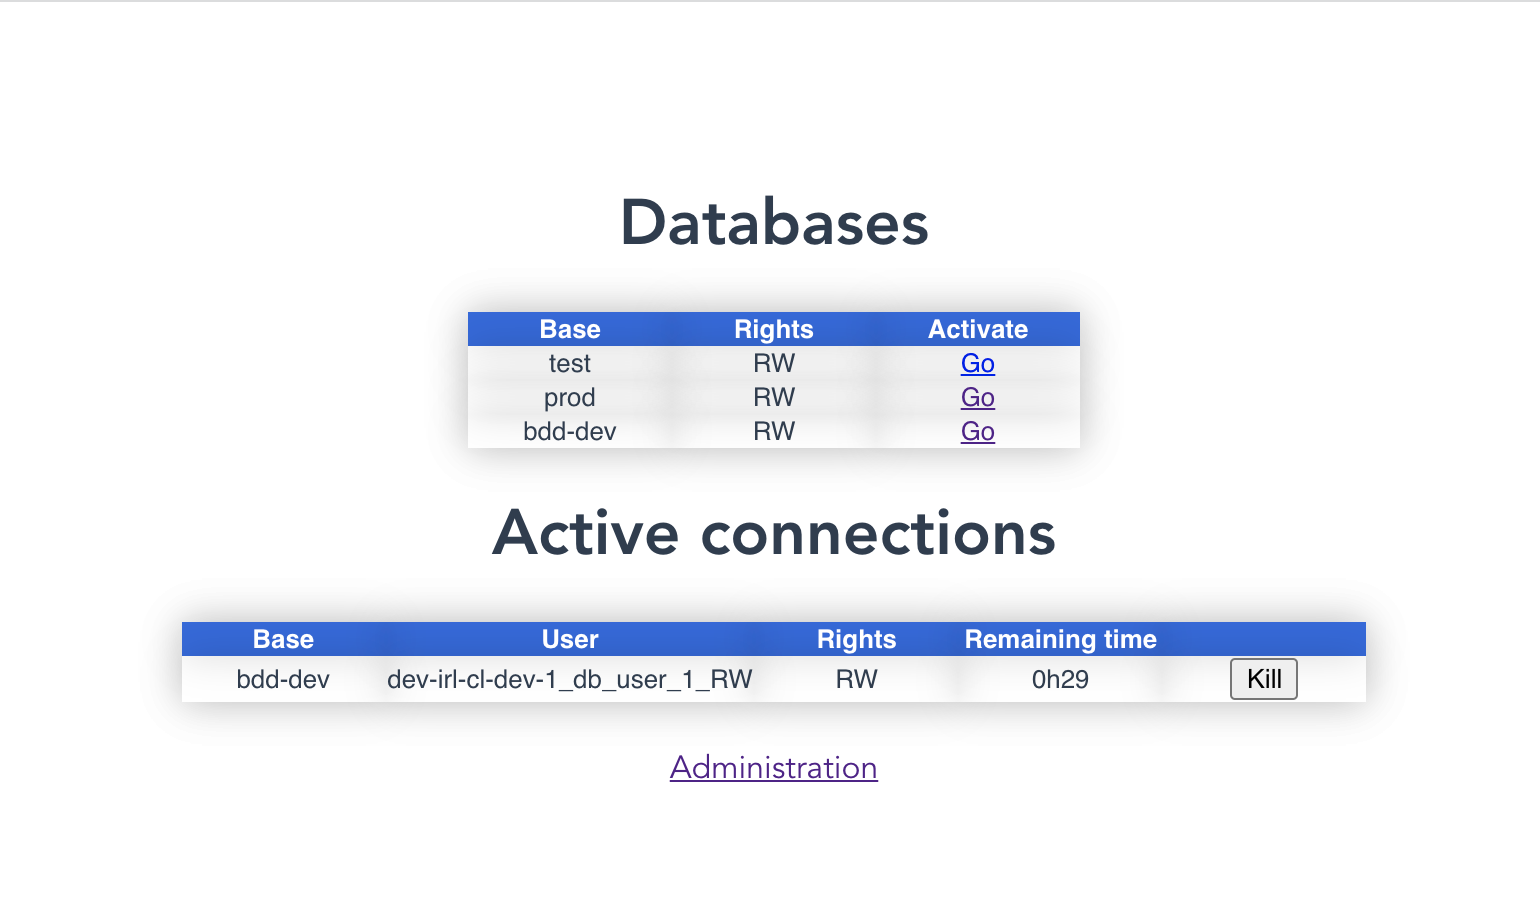 Databases
Base Rights Activate
test RW Go
prod RW Go
bdd-dev RW Go
Active connections
Base User Rights Remaining time
bdd-dev dev-irl-cl-dev-1_db_user_1_RW RW 0h29 Kill
Administration